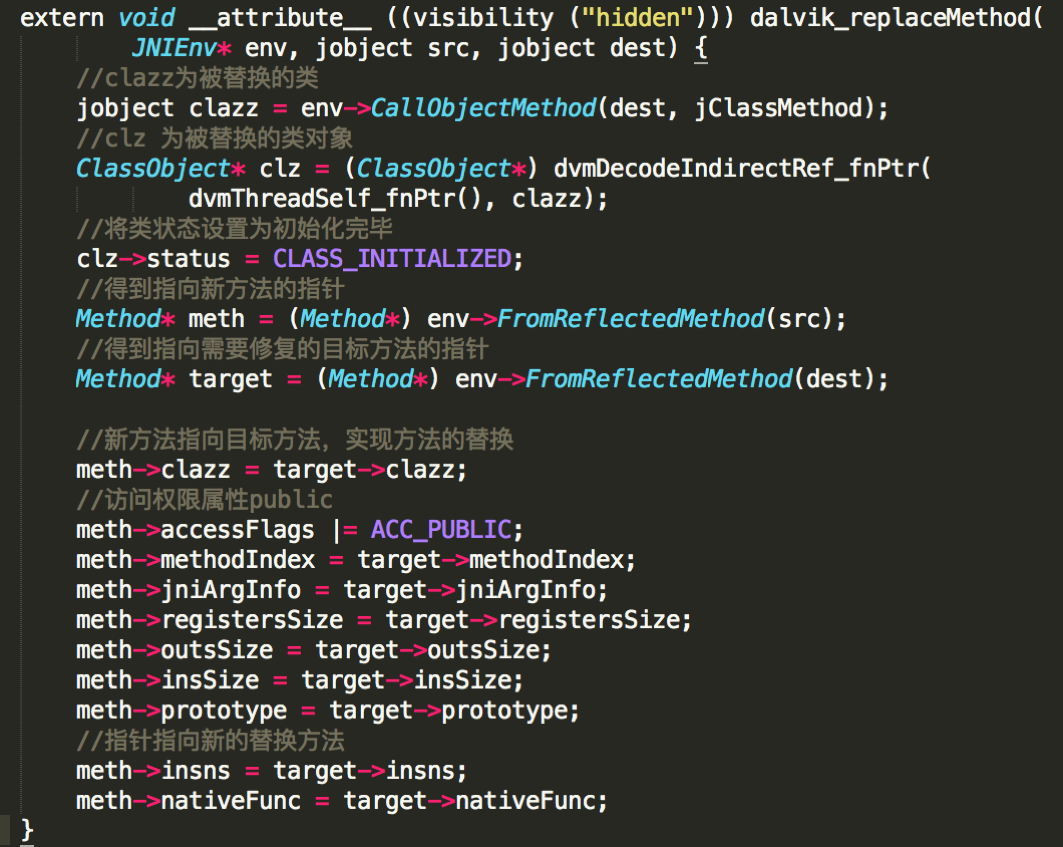 extern void __attribute__ ((visibility ("hidden"))) dalvik_replaceMethod(
JNIEnv* env, jobject src, jobject dest) {
//clazz为被替换的类
jobject clazz = env->CallObjectMethod(dest, jClassMethod);
//clz 为被替换的类对象
ClassObject* clz = (ClassObject*) dvmDecodeIndirectRef_fnPtr(
dvmThreadSelf_fnPtr(), clazz);
//将类状态设置为初始化完毕
clz->status = CLASS_INITIALIZED;
//得到指向新方法的指针
Method* meth = (Method*) env->FromReflectedMethod(src);
//得到指向需要修复的目标方法的指针
Method* target = (Method*) env->FromReflectedMethod(dest);
//新方法指向目标方法，实现方法的替换
meth->clazz = target->clazz;
//访问权限属性public
meth->accessFlags |= ACC_PUBLIC;
meth->methodIndex = target->methodIndex;
meth->jniArgInfo = target->jniArgInfo;
meth->registersSize = target->registersSize;
meth->outsSize = target->outsSize;
meth->insSize = target->insSize;
meth->prototype = target->prototype;
//指针指向新的替换方法
meth->insns = target->insns;
meth->nativeFunc = target->nativeFunc;
}